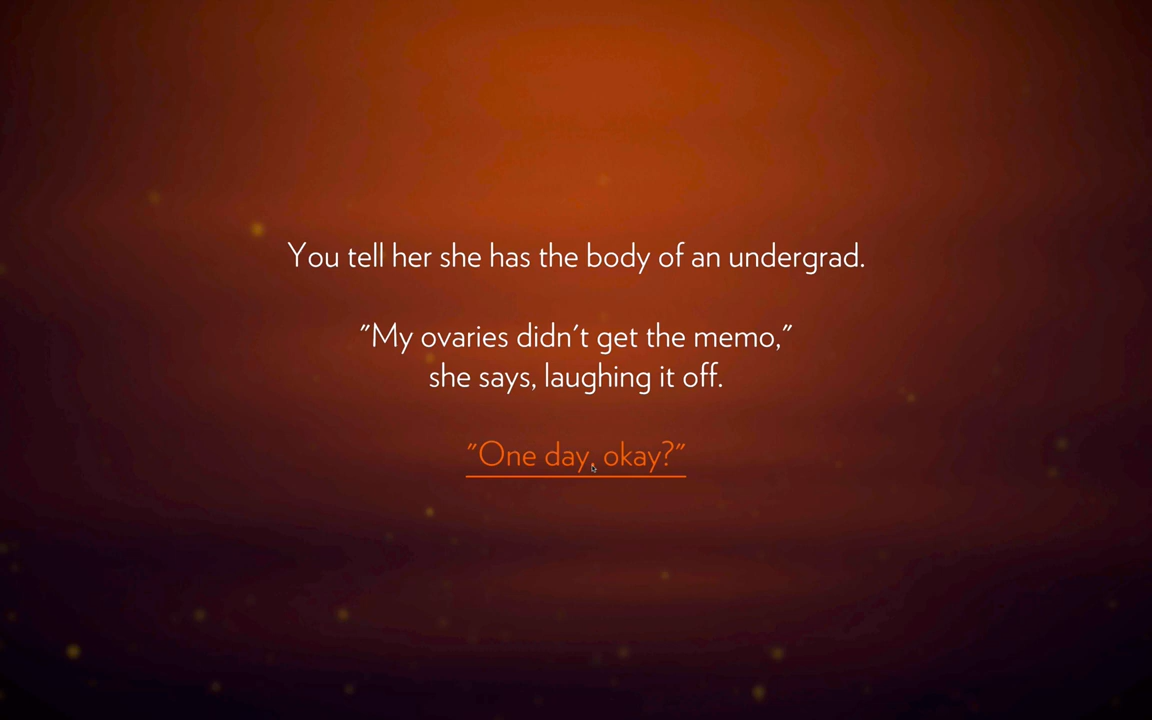 You tell her she has the body of an undergrad.
"My ovaries didn't get the memo,"
she says, laughing it off.
"One day, okay?"